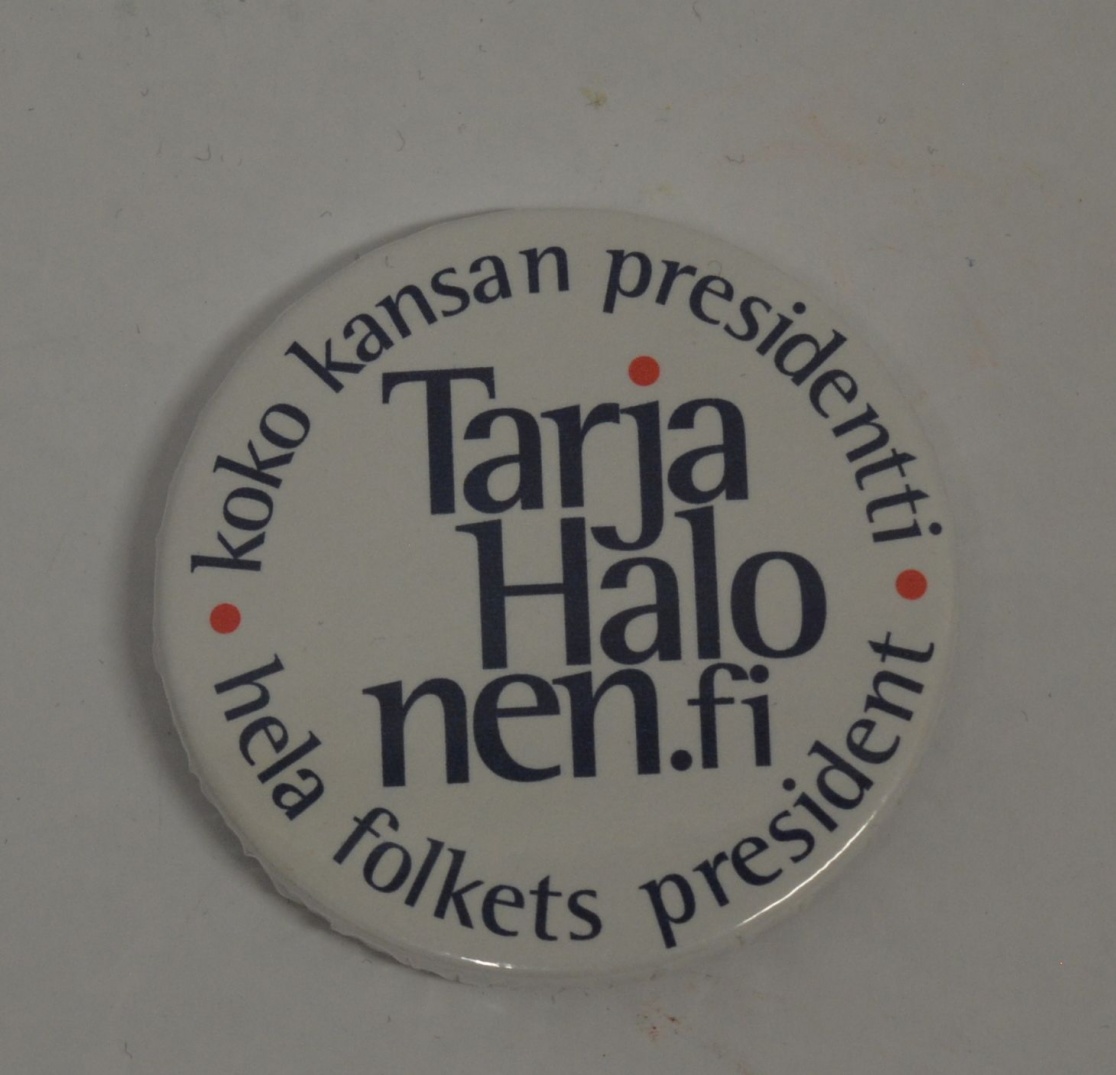 koko kansan presidentti
Tarja
Halo
nen.fi
hela folkets president